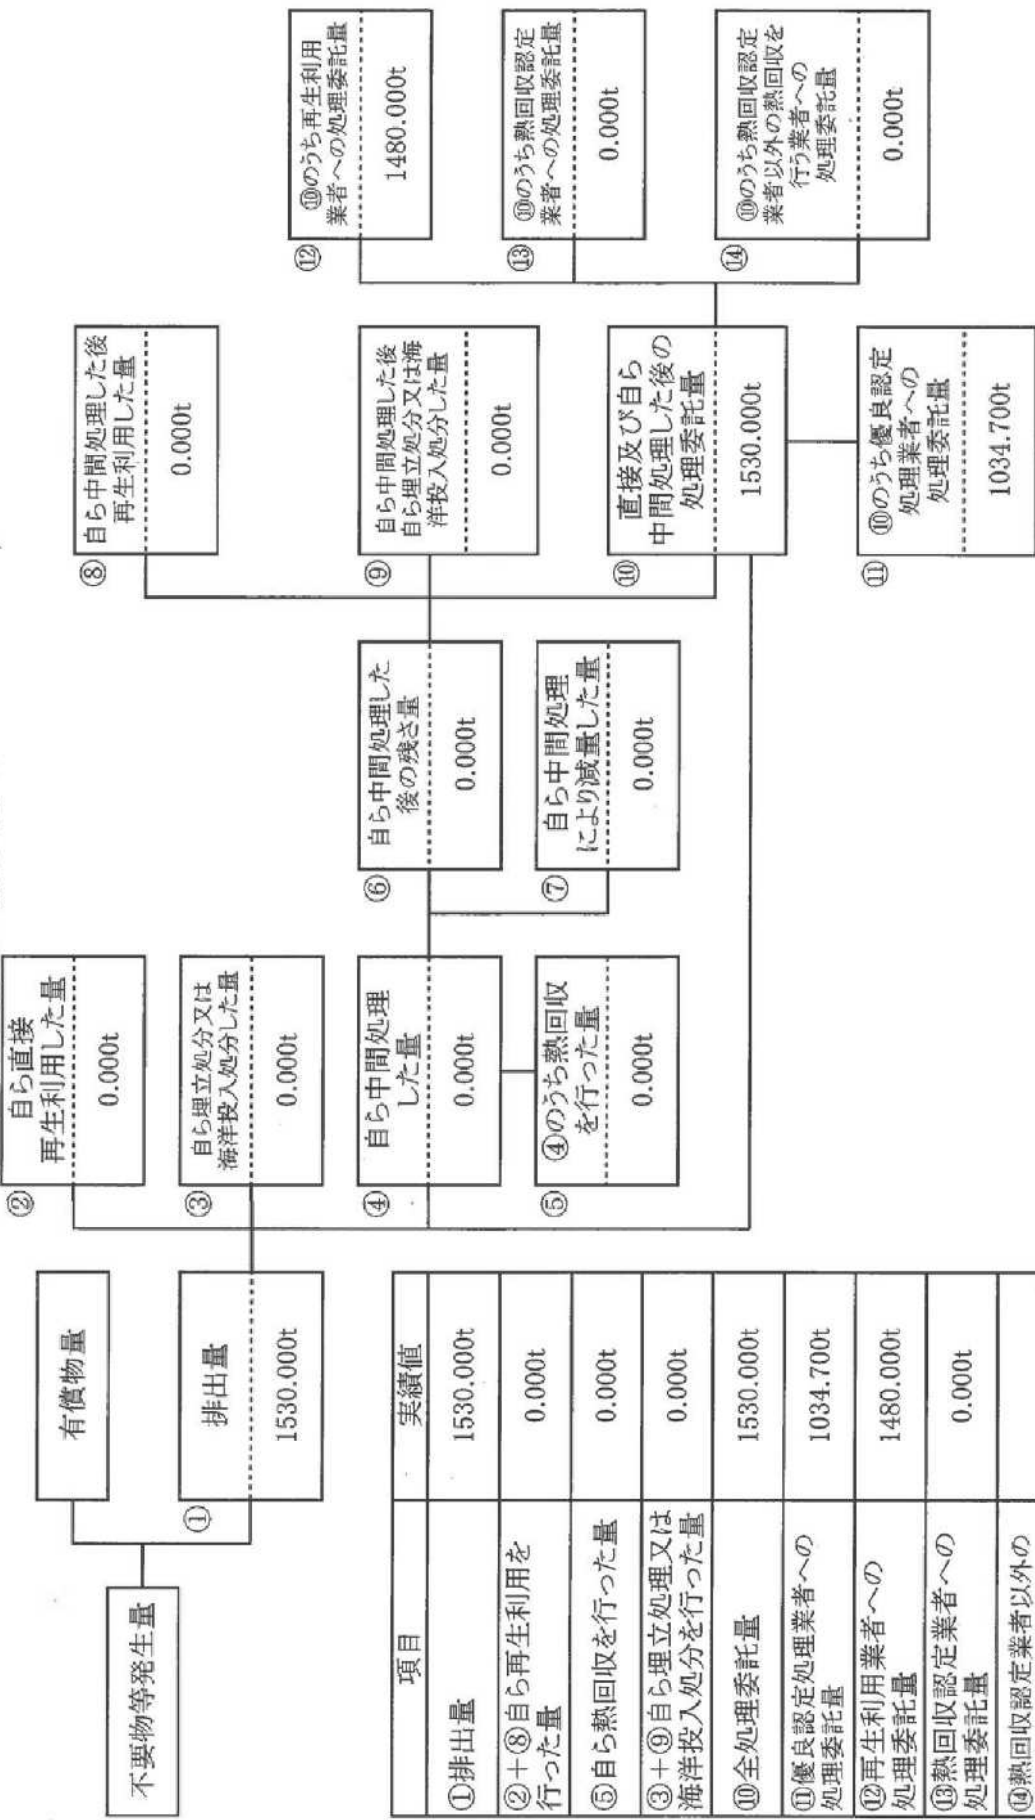 不要物等発生量
有償物量
①
排出量
1530.000t
②
自ら直接
再生利用した量
0.000t
③
自ら埋立処分又は
海洋投入処分した量
0.000t
④
自ら中間処理
した量
0.000t
⑤
④のうち熱回収
を行った量
0.000t
⑥
自ら中間処理した
後の残さ量
0.000t
⑦
自ら中間処理
により減量した量
0.000t
⑧
自ら中間処理した後
再生利用した量
0.000t
⑨
自ら中間処理した後
自ら埋立処分又は海
洋投入処分した量
0.000t
⑩
直接及び自ら
中間処理した後の
処理委託量
1530.000t
⑪
⑩のうち優良認定
処理業者への
処理委託量
1034.700t
⑫
⑩のうち再生利用
業者への処理委託量
1480.000t
⑬
⑩のうち熱回収認定
業者への処理委託量
0.000t
⑭
⑩のうち熱回収認定
業者以外の熱回収を
行う業者への
処理委託量
0.000t
項目 実績値
①排出量 1530.000t
②+⑧自ら再生利用を
行った量 0.000t
⑤自ら熱回収を行った量 0.000t
③+⑨自ら埋立処理又は
海洋投入処分を行った量 0.000t
⑩全処理委託量 1530.000t
⑪優良認定処理業者への
処理委託量 1034.700t
⑫再生利用業者への
処理委託量 1480.000t
⑬熱回収認定業者への
処理委託量 0.000t
⑭熱回収認定業者以外の